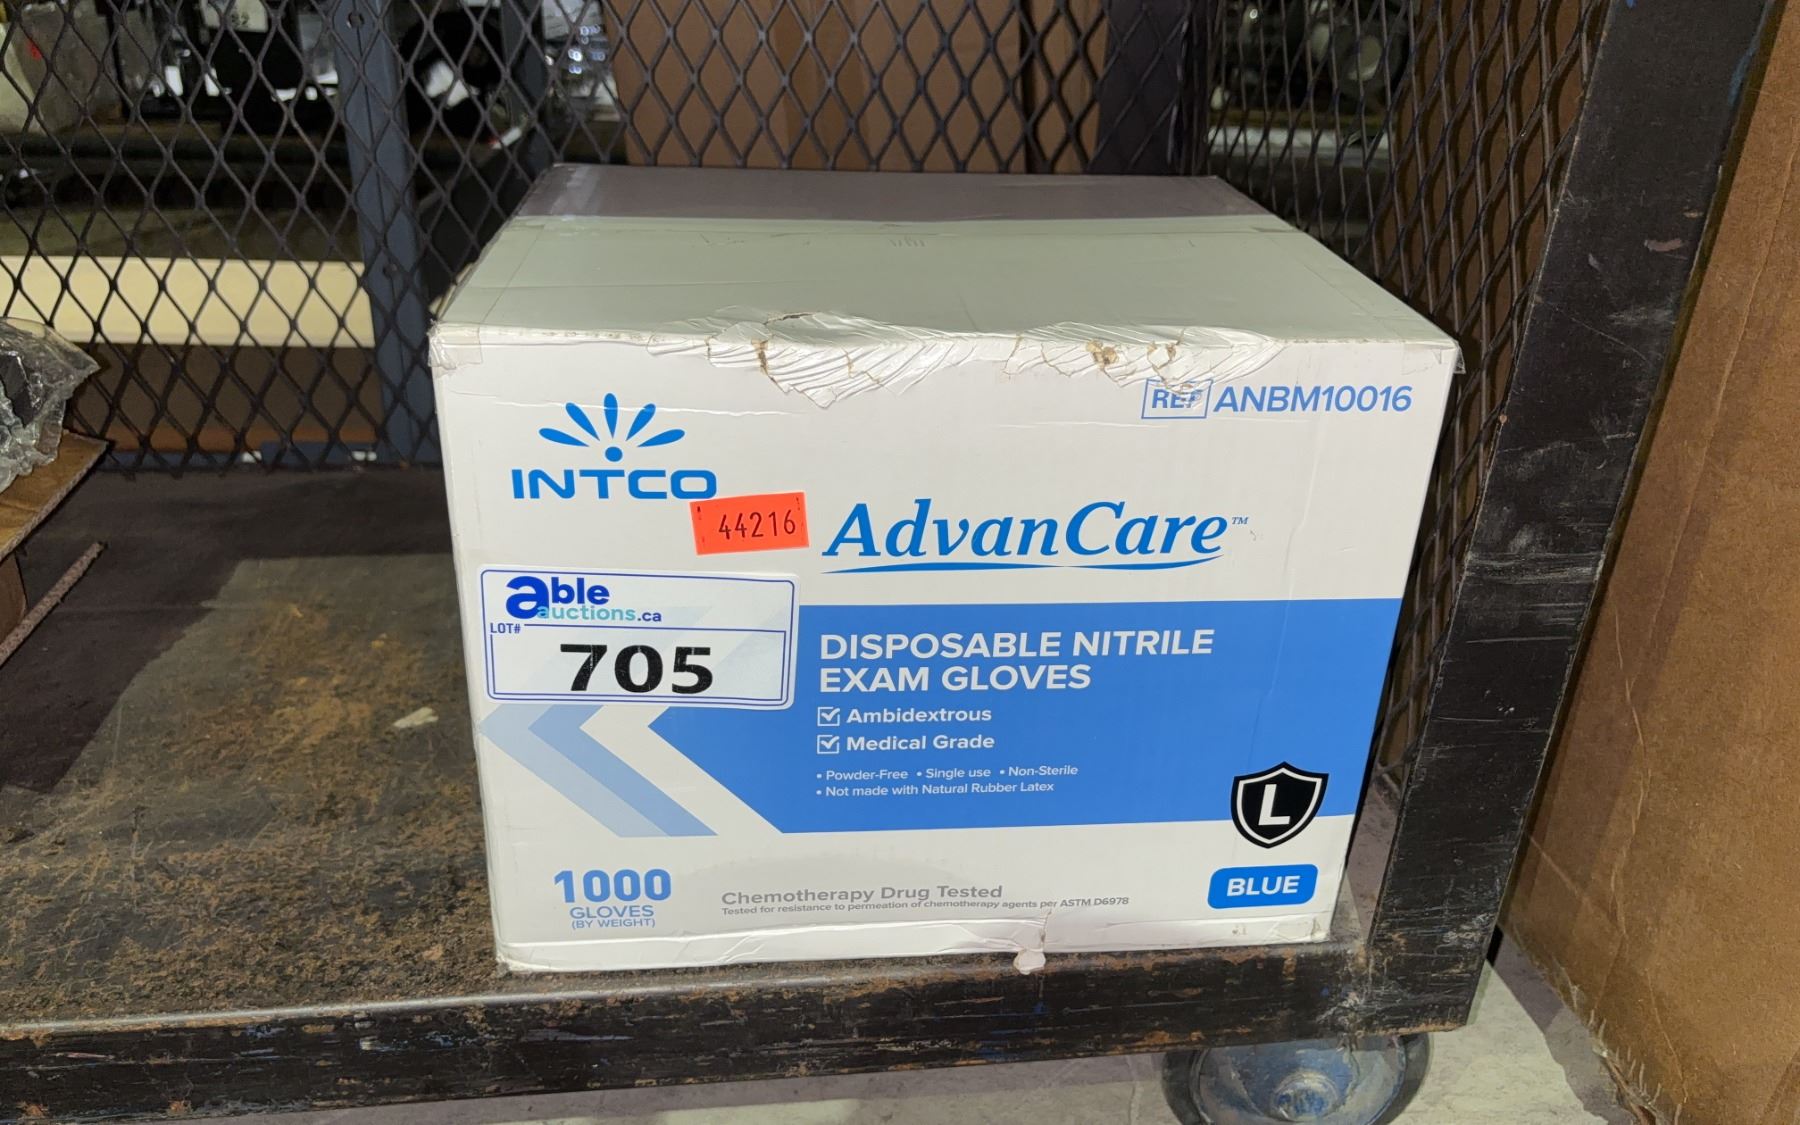 REF ANBM10016
INTCO
44216
AdvanCare™
able
auctions.ca
LOT#
705
DISPOSABLE NITRILE
EXAM GLOVES
Ambidextrous
Medical Grade
• Powder-Free • Single use • Non-Sterile
• Not made with Natural Rubber Latex
L
1000
GLOVES
(BY WEIGHT)
Chemotherapy Drug Tested
Tested for resistance to permeation of chemotherapy agents per ASTM D6978
BLUE